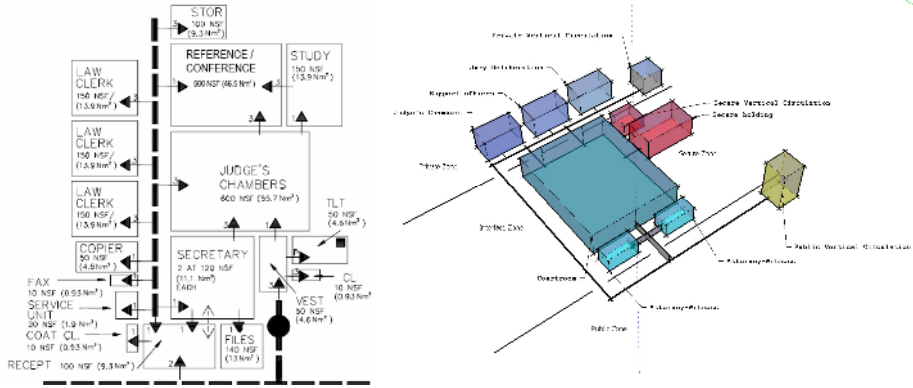 STOR
100 NSF
(9.3Nm²)
REFERENCE/
CONFERENCE
500 NSF (46.5 Nm²)
STUDY
150 NSF
(13.9 Nm²)
LAW
CLERK
150 NSF/
(13.9 Nm²)
LAW
CLERK
150 NSF/
(13.9 Nm²)
LAW
CLERK
150 NSF/
(13.9 Nm²)
JUDGE'S
CHAMBERS
600 NSF (55.7 Nm²)
TLT
50 NSF
(4.6 Nm²)
COPIER
50 NSF
(4.6 Nm²)
SECRETARY
2 AT 120 NSF
(11.1 Nm²)
EACH
CL
10 NSF
(0.93 Nm²)
VEST
50 NSF
(4.6 Nm²)
FAX
10 NSF (0.93 Nm²)
SERVICE
UNIT
20 NSF (1.9 Nm²)
COAT CL.
10 NSF (0.93 Nm²)
RECEPT 100 NSF (9.3 Nm²)
FILES
140 NSF
(13 Nm²)
Private Vertical Circulation
Jury Deliberation
Support offices
Judge's Chambers
Secure Vertical Circulation
Secure holding
Private Zone
Secure Zone
Interface Zone
Public Vertical Circulation
Courtroom
Public Zone